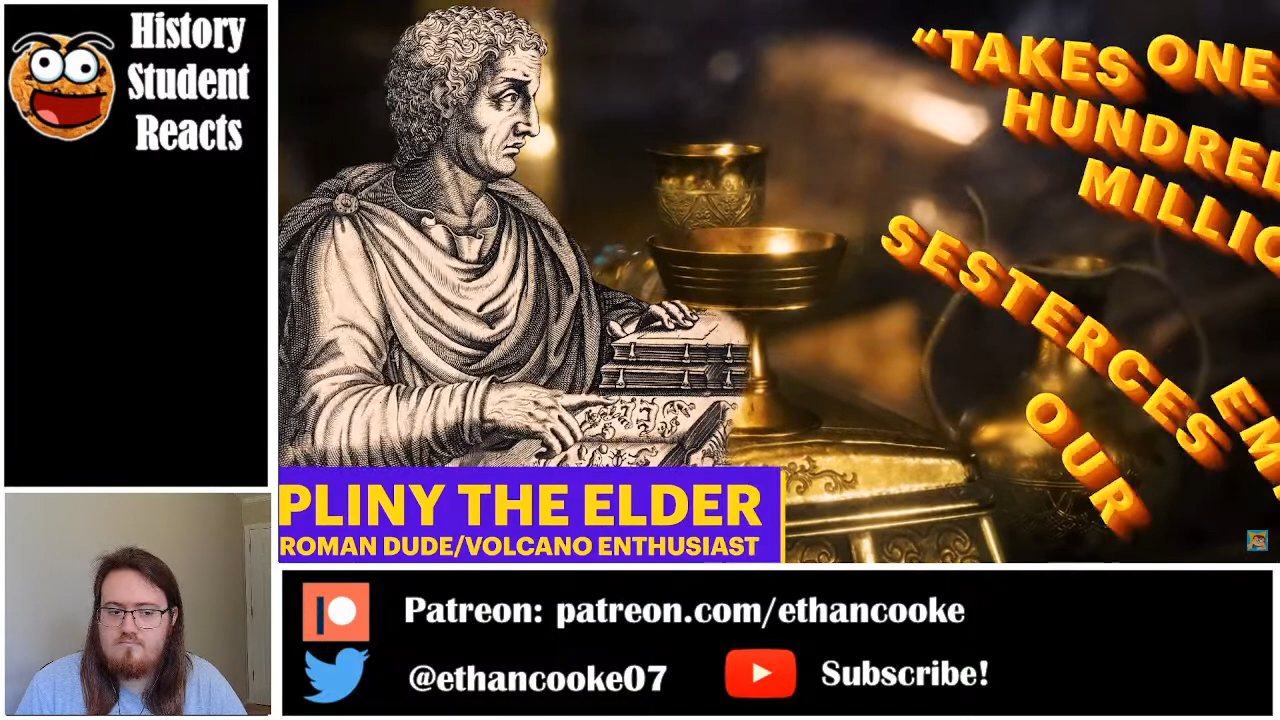 History
Student
Reacts
“TAKES ONE
HUNDRED
SESTERCES
OUR
PLINY THE ELDER
ROMAN DUDE/VOLCANO ENTHUSIAST
Patreon: patreon.com/ethancooke
@ethancooke07
Subscribe!